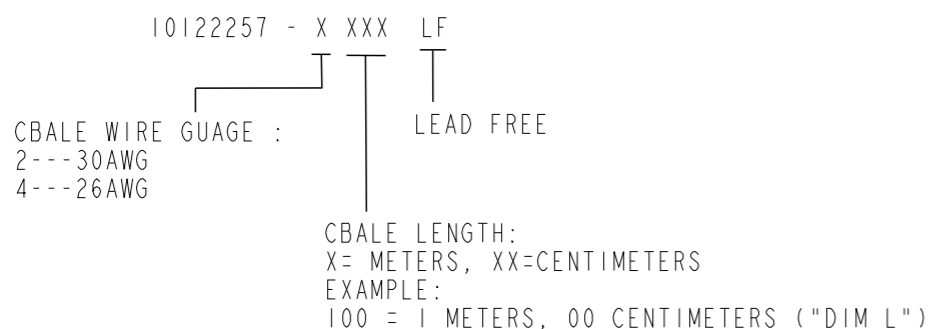 10122257 - X XXX LF
LEAD FREE
CBALE WIRE GUAGE :
2---30AWG
4---26AWG
CBALE LENGTH:
X= METERS, XX=CENTIMETERS
EXAMPLE:
100 = 1 METERS, 00 CENTIMETERS ("DIM L")